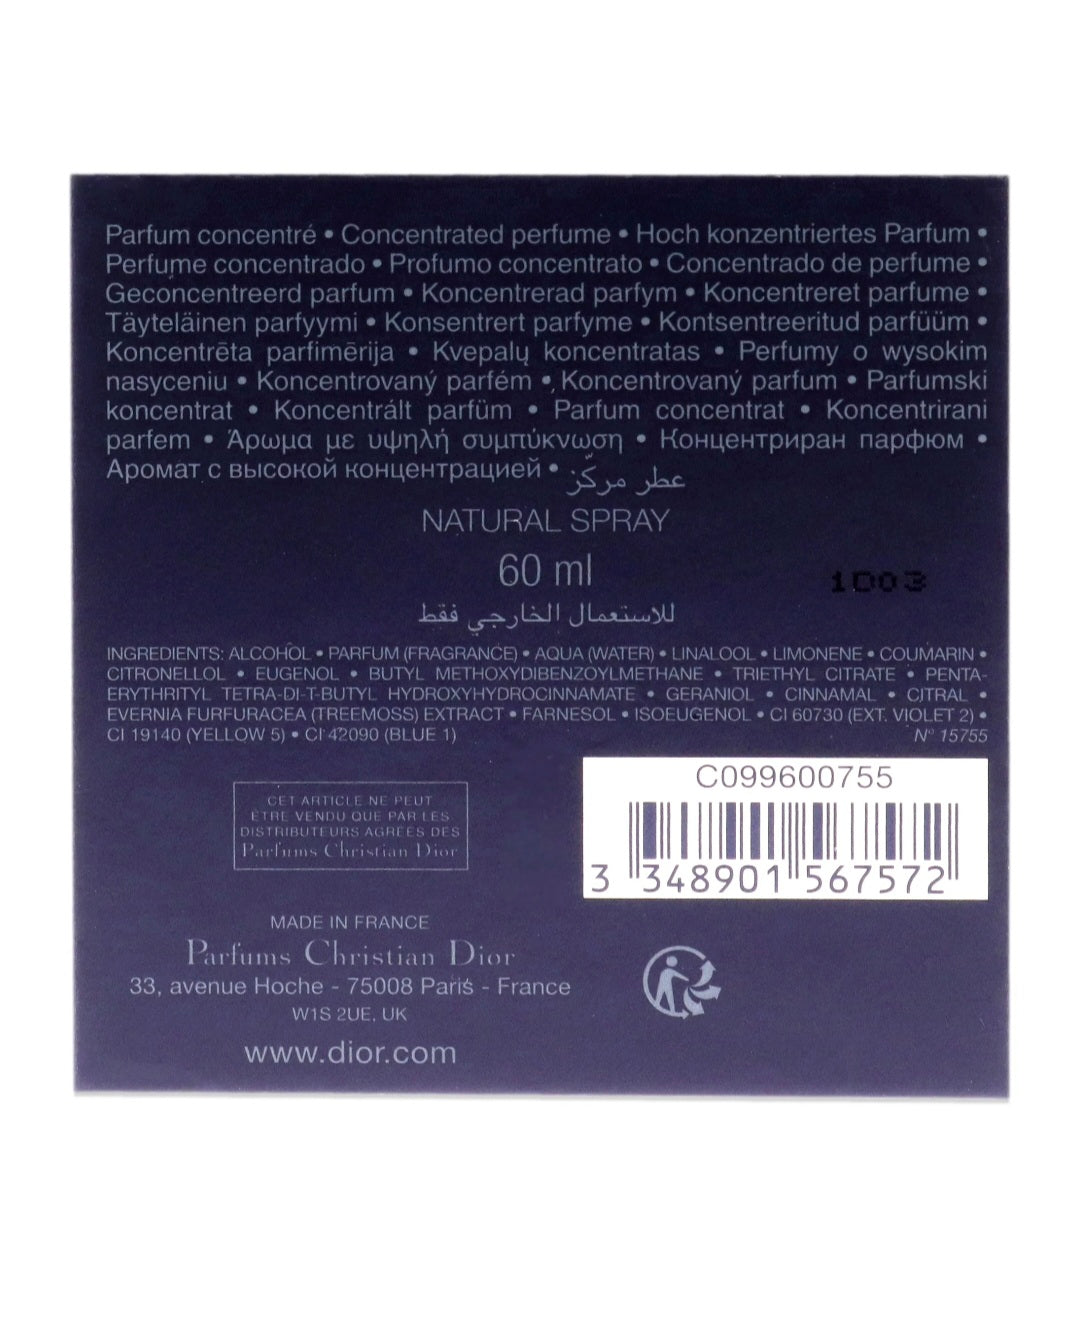 Parfum concentré • Concentrated perfume • Hoch konzentriertes Parfum •
Perfume concentrado • Profumo concentrato • Concentrado de perfume •
Geconcentreerd parfum • Koncentrerad parfym • Koncentreret parfume •
Täyteläinen parfyymi • Konsentrert parfyme • Kontsentreeritud parfüüm •
Koncentrēta parfimērija • Kvepalų koncentratas • Perfumy o wysokim
nasyceniu • Koncentrovaný parfém • Koncentrovaný parfum • Parfumski
koncentrat • Koncentrált parfüm • Parfum concentrat • Koncentrirani
parfem • Άρωμα με υψηλή συμπύκνωση • Концентриран парфюм •
Аромат с высокой концентрацией • عطر مركّز
NATURAL SPRAY
60 ml
1D03
للاستعمال الخارجي فقط
INGREDIENTS: ALCOHOL • PARFUM (FRAGRANCE) • AQUA (WATER) • LINALOOL • LIMONENE • COUMARIN •
CITRONELLOL • EUGENOL • BUTYL METHOXYDIBENZOYLMETHANE • TRIETHYL CITRATE • PENTA-
ERYTHRITYL TETRA-DI-T-BUTYL HYDROXYHYDROCINNAMATE • GERANIOL • CINNAMAL • CITRAL •
EVERNIA FURFURACEA (TREEMOSS) EXTRACT • FARNESOL • ISOEUGENOL • CI 60730 (EXT. VIOLET 2) •
CI 19140 (YELLOW 5) • CI 42090 (BLUE 1) N° 15755
C099600755
3 348901 567572
CET ARTICLE NE PEUT
ÊTRE VENDU QUE PAR LES
DISTRIBUTEURS AGRÉÉS DES
Parfums Christian Dior
MADE IN FRANCE
Parfums Christian Dior
33, avenue Hoche - 75008 Paris - France
W1S 2UE, UK
www.dior.com